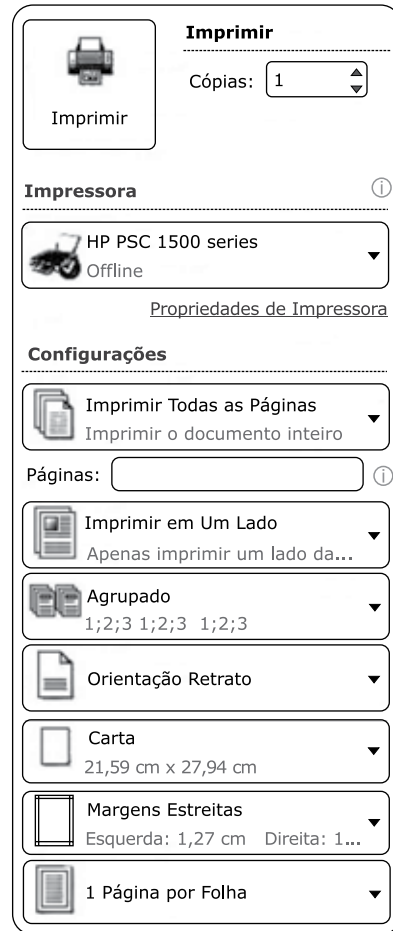 Imprimir
Cópias: 1
Imprimir
Impressora
HP PSC 1500 series
Offline
Propriedades de Impressora
Configurações
Imprimir Todas as Páginas
Imprimir o documento inteiro
Páginas:
Imprimir em Um Lado
Apenas imprimir um lado da...
Agrupado
1;2;3 1;2;3 1;2;3
Orientação Retrato
Carta
21,59 cm x 27,94 cm
Margens Estreitas
Esquerda: 1,27 cm Direita: 1...
1 Página por Folha